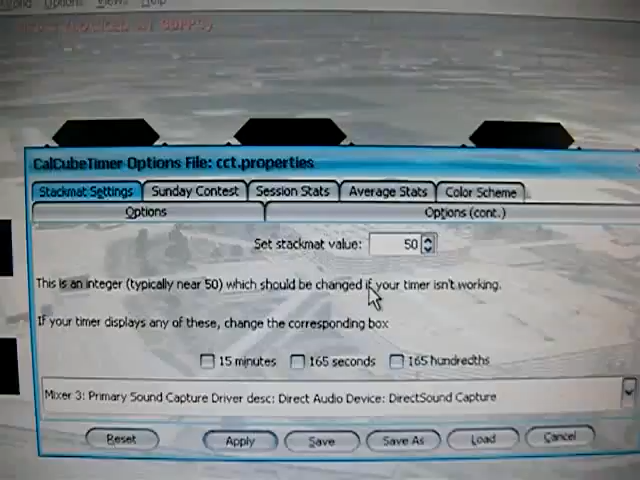 Options Views Help
CalCubeTimer Options File: cct.properties
Stackmat Settings Sunday Contest Session Stats Average Stats Color Scheme
Options Options (cont.)
Set stackmat value: 50
This is an integer (typically near 50) which should be changed if your timer isn't working.
If your timer displays any of these, change the corresponding box
15 minutes 165 seconds 165 hundredths
Mixer 3: Primary Sound Capture Driver desc: Direct Audio Device: DirectSound Capture
Reset Apply Save Save As Load Cancel